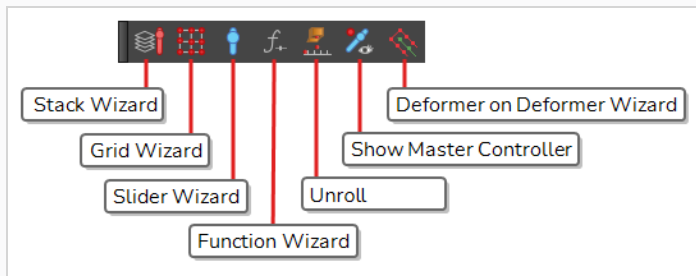 Stack Wizard
Deformer on Deformer Wizard
Grid Wizard
Show Master Controller
Slider Wizard
Unroll
Function Wizard